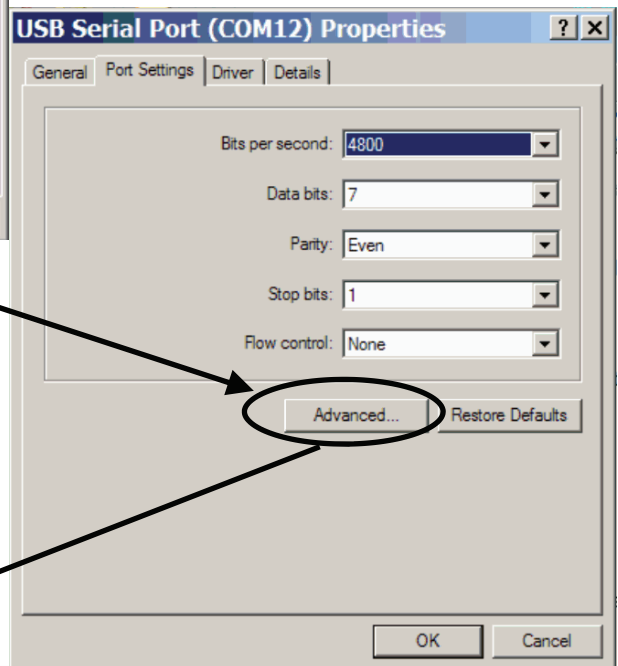 USB Serial Port (COM12) Properties
General Port Settings Driver Details
Bits per second: 4800
Data bits: 7
Parity: Even
Stop bits: 1
Flow control: None
Advanced... Restore Defaults
OK Cancel